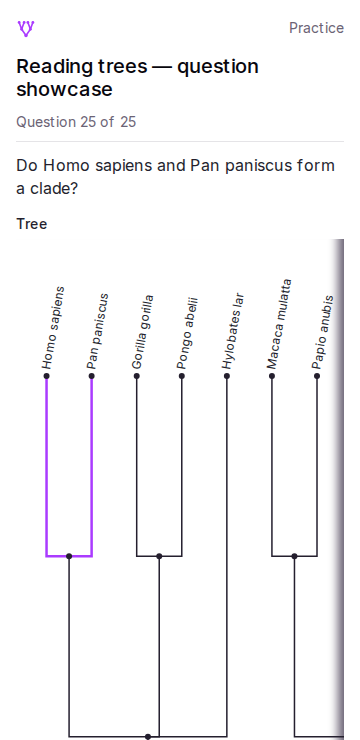 Practice
Reading trees — question
showcase
Question 25 of 25
Do Homo sapiens and Pan paniscus form
a clade?
Tree
Homo sapiens
Pan paniscus
Gorilla gorilla
Pongo abelii
Hylobates lar
Macaca mulatta
Papio anubis